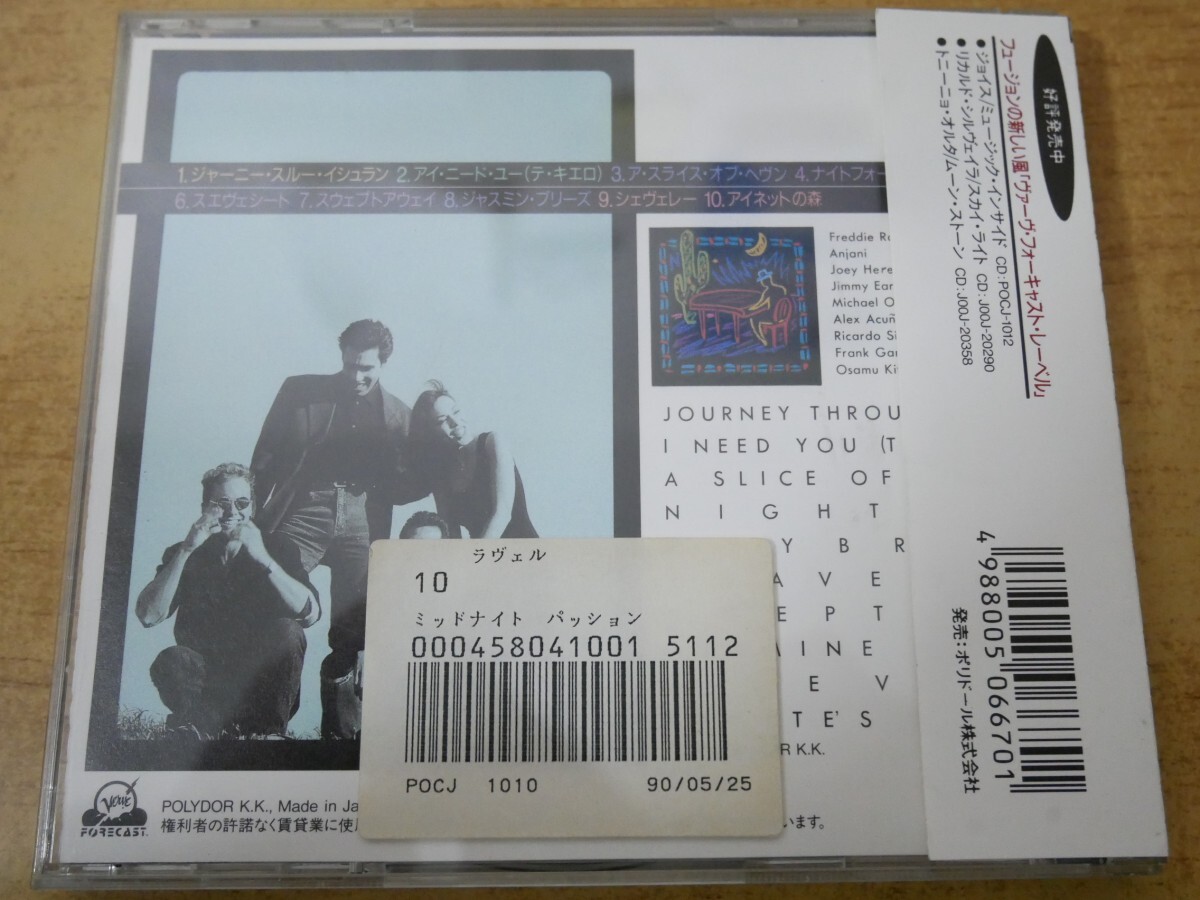 1.ジャーニー・スルー・イシュラン 2.アイ・ニード・ユー(テ・キエロ) 3.ア・スライス・オブ・ヘヴン 4.ナイトフォー
6.スエヴェシート 7.スウェプトアウェイ 8.ジャスミン・ブリーズ 9.シェヴェレー 10.アイネットの森
Freddie Ra
Anjani
Joey Here
Jimmy Ear
Michael O
Alex Acuñ
Ricardo Si
Frank Gar
Osamu Ki
JOURNEY THROU
I NEED YOU (T
A SLICE OF
NIGHT
Y BR
AVE
EPT
INE
E V
TE'S
R K.K.
ラヴェル
10
ミッドナイト パッション
000458041001 5112
POCJ 1010 90/05/25
Verve
FORECAST
POLYDOR K.K., Made in Ja
権利者の許諾なく賃貸業に使
います。
好評発売中
フュージョンの新しい風「ヴァーヴ・フォーキャスト・レーベル」
●ジョイス/ミュージック・インサイド CD:POCJ-1012
●リカルド・シルヴェイラ/スカイ・ライト CD:J00J-20290
●トニーニョ・オルタ/ムーン・ストーン CD:J00J-20358
4 988005 066701
発売:ポリドール株式会社